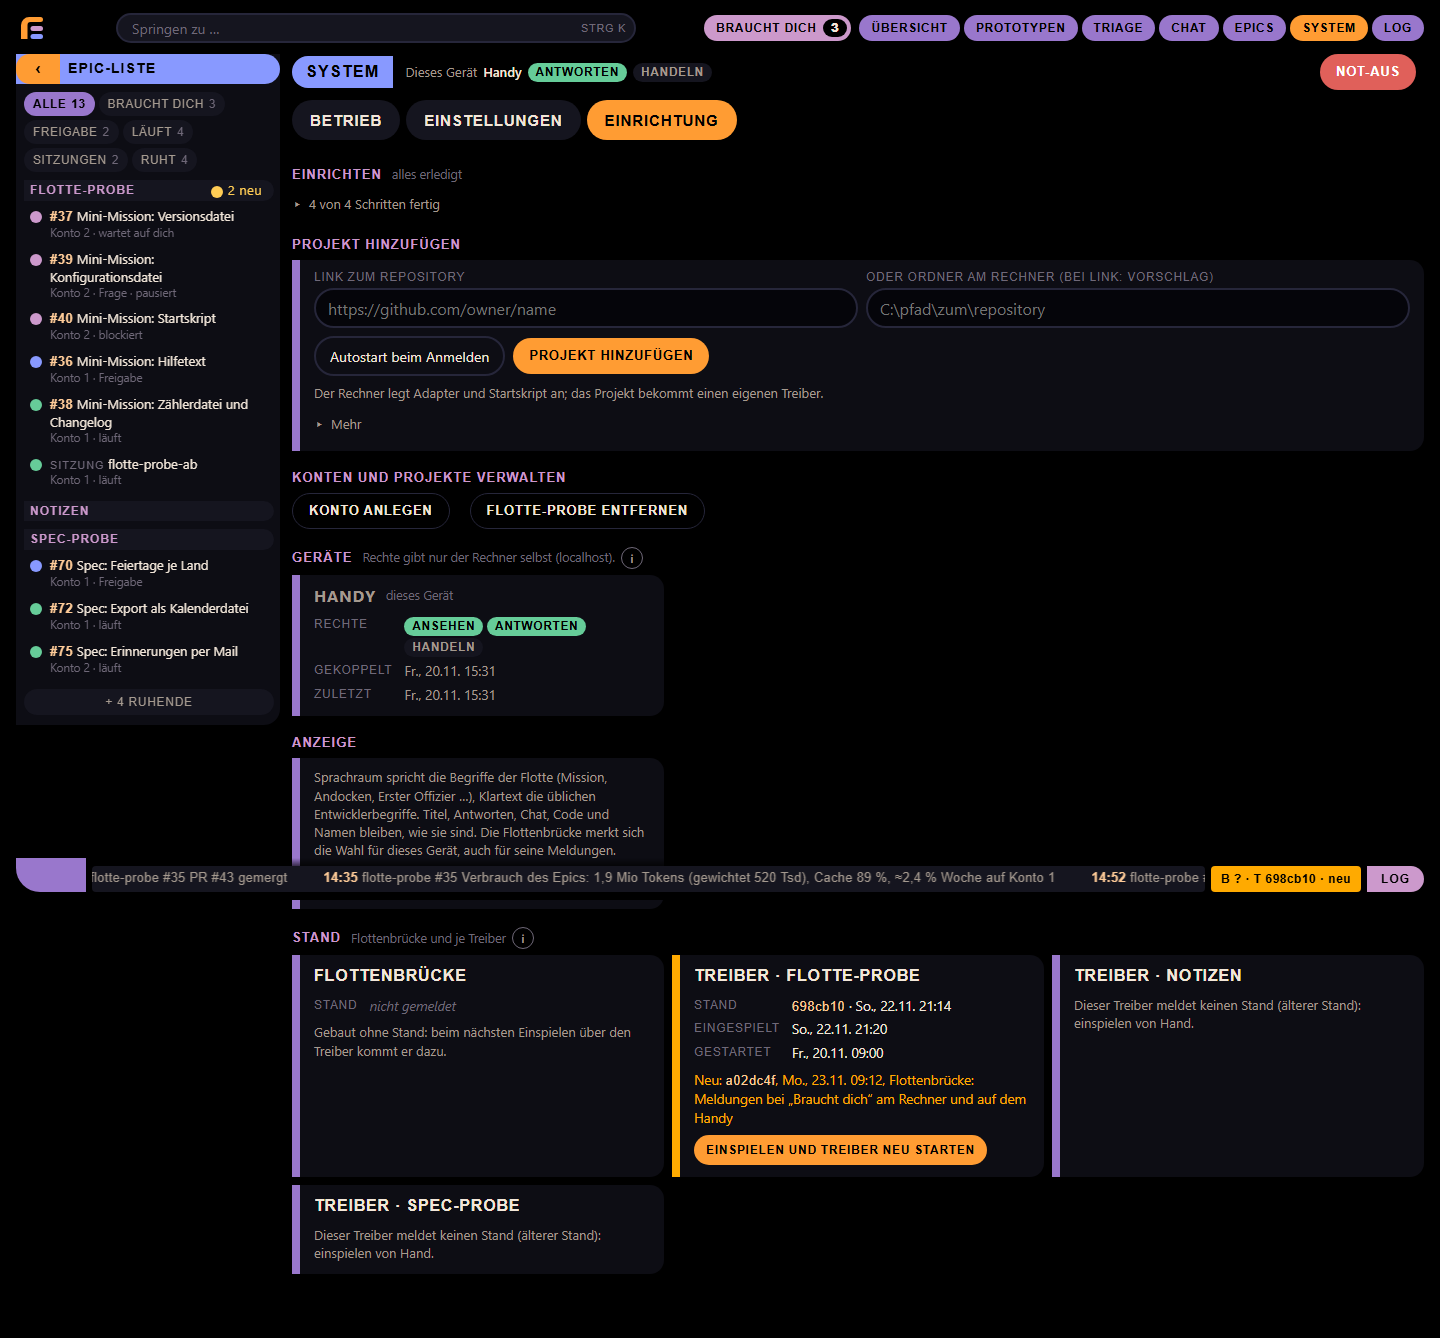 Springen zu ...
STRG K
BRAUCHT DICH 3
ÜBERSICHT
PROTOTYPEN
TRIAGE
CHAT
EPICS
SYSTEM
LOG
‹ EPIC-LISTE
ALLE 13
BRAUCHT DICH 3
FREIGABE 2
LÄUFT 4
SITZUNGEN 2
RUHT 4
FLOTTE-PROBE
2 neu
#37 Mini-Mission: Versionsdatei
Konto 2 · wartet auf dich
#39 Mini-Mission:
Konfigurationsdatei
Konto 2 · Frage · pausiert
#40 Mini-Mission: Startskript
Konto 2 · blockiert
#36 Mini-Mission: Hilfetext
Konto 1 · Freigabe
#38 Mini-Mission: Zählerdatei und
Changelog
Konto 1 · läuft
SITZUNG flotte-probe-ab
Konto 1 · läuft
NOTIZEN
SPEC-PROBE
#70 Spec: Feiertage je Land
Konto 1 · Freigabe
#72 Spec: Export als Kalenderdatei
Konto 1 · läuft
#75 Spec: Erinnerungen per Mail
Konto 2 · läuft
+ 4 RUHENDE
SYSTEM
Dieses Gerät Handy ANTWORTEN HANDELN
NOT-AUS
BETRIEB
EINSTELLUNGEN
EINRICHTUNG
EINRICHTEN alles erledigt
4 von 4 Schritten fertig
PROJEKT HINZUFÜGEN
LINK ZUM REPOSITORY
https://github.com/owner/name
ODER ORDNER AM RECHNER (BEI LINK: VORSCHLAG)
C:\pfad\zum\repository
Autostart beim Anmelden
PROJEKT HINZUFÜGEN
Der Rechner legt Adapter und Startskript an; das Projekt bekommt einen eigenen Treiber.
Mehr
KONTEN UND PROJEKTE VERWALTEN
KONTO ANLEGEN
FLOTTE-PROBE ENTFERNEN
GERÄTE Rechte gibt nur der Rechner selbst (localhost). i
HANDY dieses Gerät
RECHTE ANSEHEN ANTWORTEN
HANDELN
GEKOPPELT Fr., 20.11. 15:31
ZULETZT Fr., 20.11. 15:31
ANZEIGE
Sprachraum spricht die Begriffe der Flotte (Mission,
Andocken, Erster Offizier ...), Klartext die üblichen
Entwicklerbegriffe. Titel, Antworten, Chat, Code und
Namen bleiben, wie sie sind. Die Flottenbrücke merkt sich
die Wahl für dieses Gerät, auch für seine Meldungen.
flotte-probe #35 PR #43 gemergt 14:35 flotte-probe #35 Verbrauch des Epics: 1,9 Mio Tokens (gewichtet 520 Tsd), Cache 89 %, ≈2,4 % Woche auf Konto 1 14:52 flotte-probe
B ? · T 698cb10 · neu
LOG
STAND Flottenbrücke und je Treiber i
FLOTTENBRÜCKE
STAND nicht gemeldet
Gebaut ohne Stand: beim nächsten Einspielen über den
Treiber kommt er dazu.
TREIBER · FLOTTE-PROBE
STAND 698cb10 · So., 22.11. 21:14
EINGESPIELT So., 22.11. 21:20
GESTARTET Fr., 20.11. 09:00
Neu: a02dc4f, Mo., 23.11. 09:12, Flottenbrücke:
Meldungen bei „Braucht dich“ am Rechner und auf dem
Handy
EINSPIELEN UND TREIBER NEU STARTEN
TREIBER · NOTIZEN
Dieser Treiber meldet keinen Stand (älterer Stand):
einspielen von Hand.
TREIBER · SPEC-PROBE
Dieser Treiber meldet keinen Stand (älterer Stand):
einspielen von Hand.